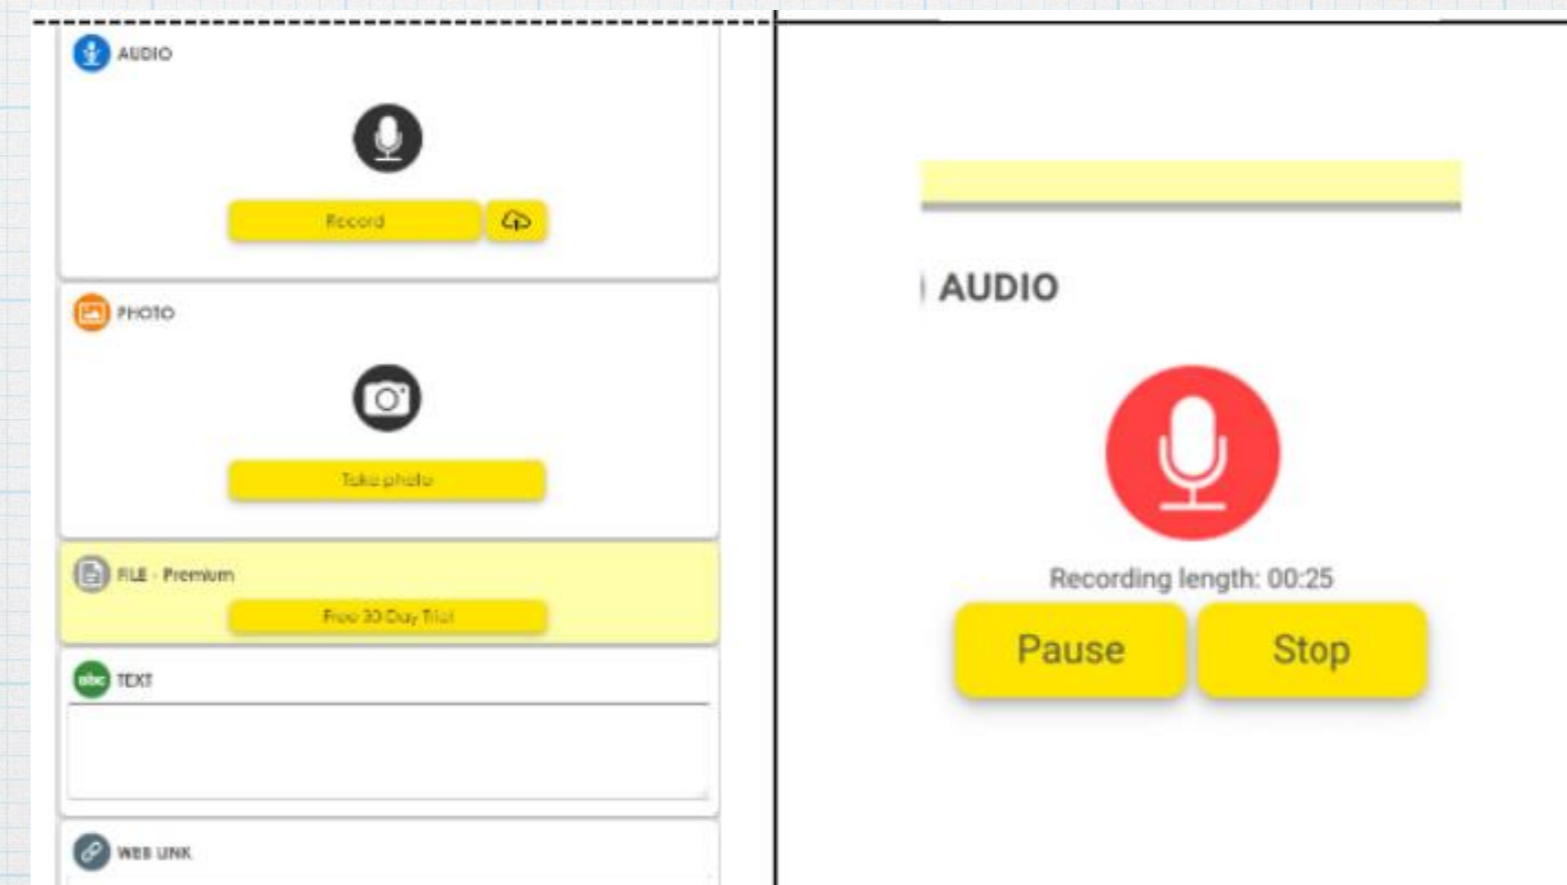 AUDIO
Record
PHOTO
Take photo
FILE - Premium
Free 30 Day Trial
abc TEXT
WEB LINK
AUDIO
Recording length: 00:25
Pause Stop